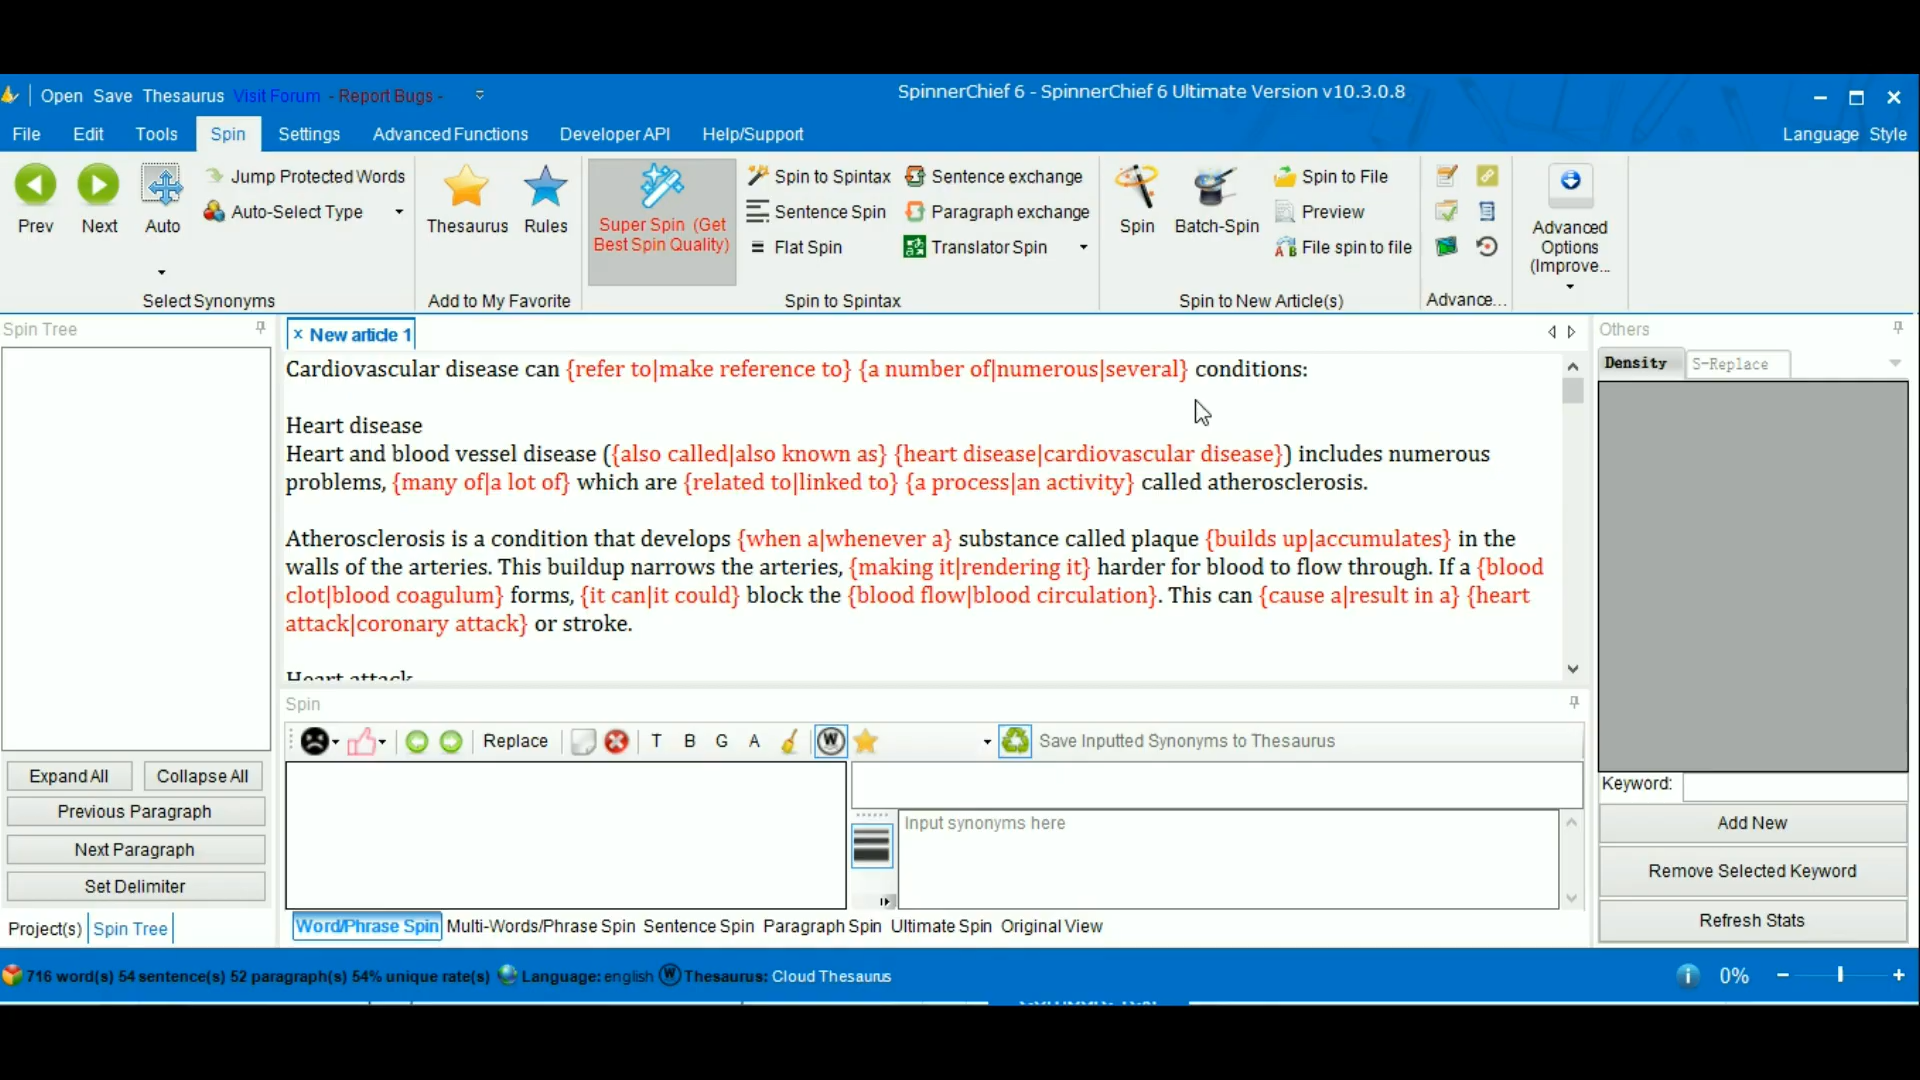 SpinnerChief 6 - SpinnerChief 6 Ultimate Version v10.3.0.8
Open Save Thesaurus Visit Forum - Report Bugs -
File Edit Tools Spin Settings Advanced Functions Developer API Help/Support Language Style
Prev Next Auto
Jump Protected Words
Auto-Select Type
Select Synonyms
Thesaurus Rules
Add to My Favorite
Super Spin (Get
Best Spin Quality)
Spin to Spintax
Sentence Spin
Flat Spin
Sentence exchange
Paragraph exchange
Translator Spin
Spin to Spintax
Spin Batch-Spin
Spin to File
Preview
File spin to file
Spin to New Article(s)
Advance...
Advanced
Options
(Improve...
Spin Tree
Expand All Collapse All
Previous Paragraph
Next Paragraph
Set Delimiter
Project(s) Spin Tree
x New article 1
Cardiovascular disease can {refer to|make reference to} {a number of|numerous|several} conditions:
Heart disease
Heart and blood vessel disease ({also called|also known as} {heart disease|cardiovascular disease}) includes numerous
problems, {many of|a lot of} which are {related to|linked to} {a process|an activity} called atherosclerosis.
Atherosclerosis is a condition that develops {when a|whenever a} substance called plaque {builds up|accumulates} in the
walls of the arteries. This buildup narrows the arteries, {making it|rendering it} harder for blood to flow through. If a {blood
clot|blood coagulum} forms, {it can|it could} block the {blood flow|blood circulation}. This can {cause a|result in a} {heart
attack|coronary attack} or stroke.
Heart attack
Spin
Replace T B G A W Save Inputted Synonyms to Thesaurus
Input synonyms here
Word/Phrase Spin Multi-Words/Phrase Spin Sentence Spin Paragraph Spin Ultimate Spin Original View
Others
Density S-Replace
Keyword:
Add New
Remove Selected Keyword
Refresh Stats
716 word(s) 54 sentence(s) 52 paragraph(s) 54% unique rate(s) Language: english Thesaurus: Cloud Thesaurus
0%